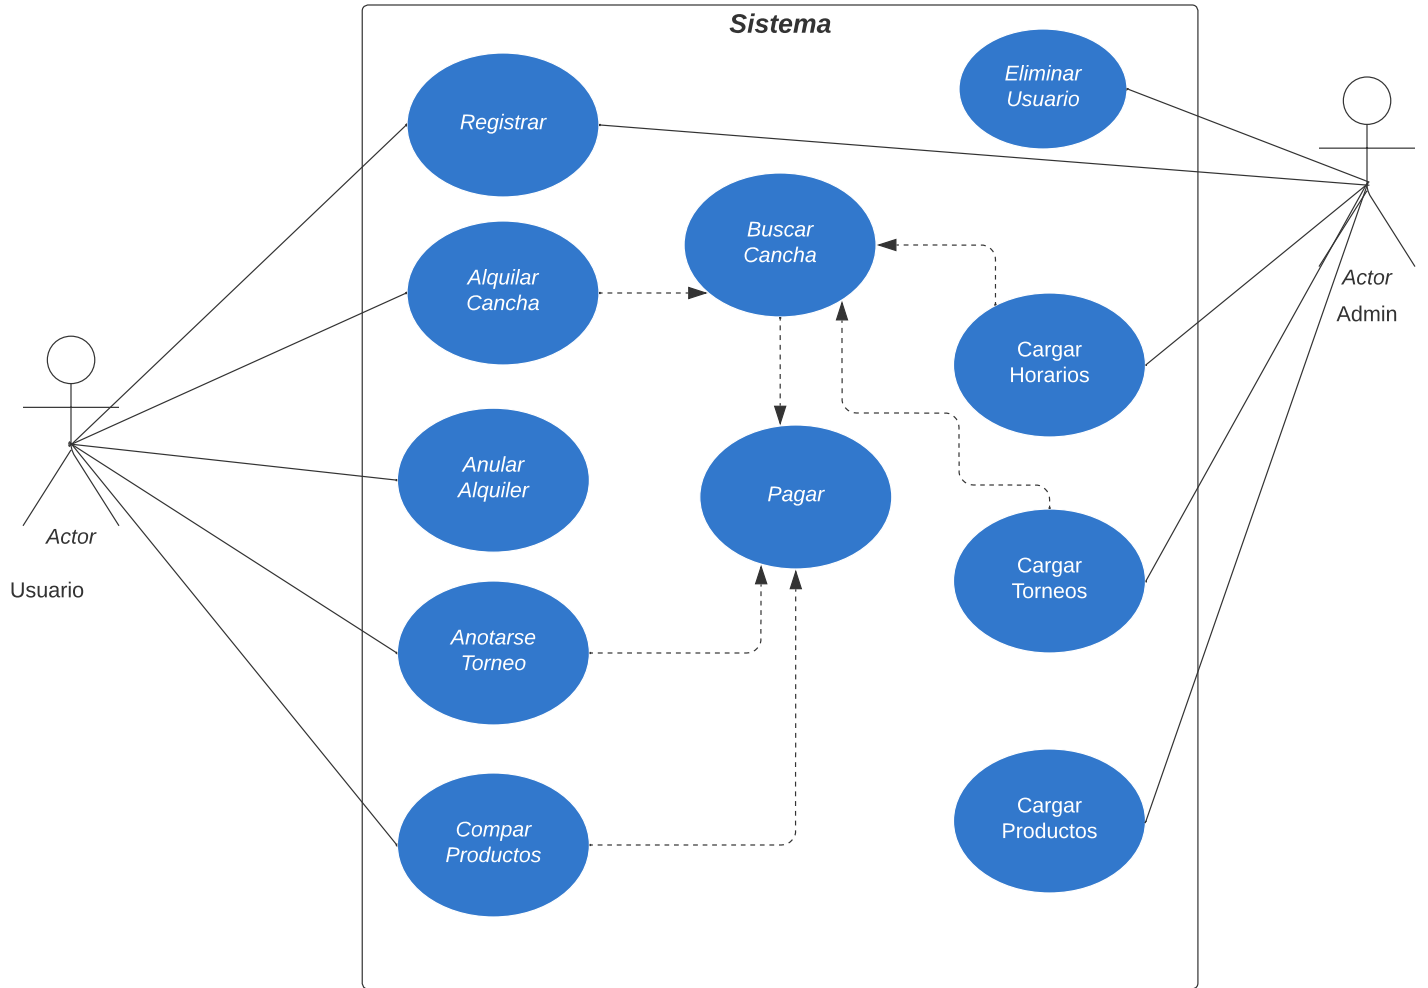 Sistema
Eliminar
Usuario
Registrar
Buscar
Cancha
Alquilar
Cancha
Actor
Admin
Cargar
Horarios
Anular
Alquiler
Pagar
Actor
Usuario
Cargar
Torneos
Anotarse
Torneo
Cargar
Productos
Compar
Productos